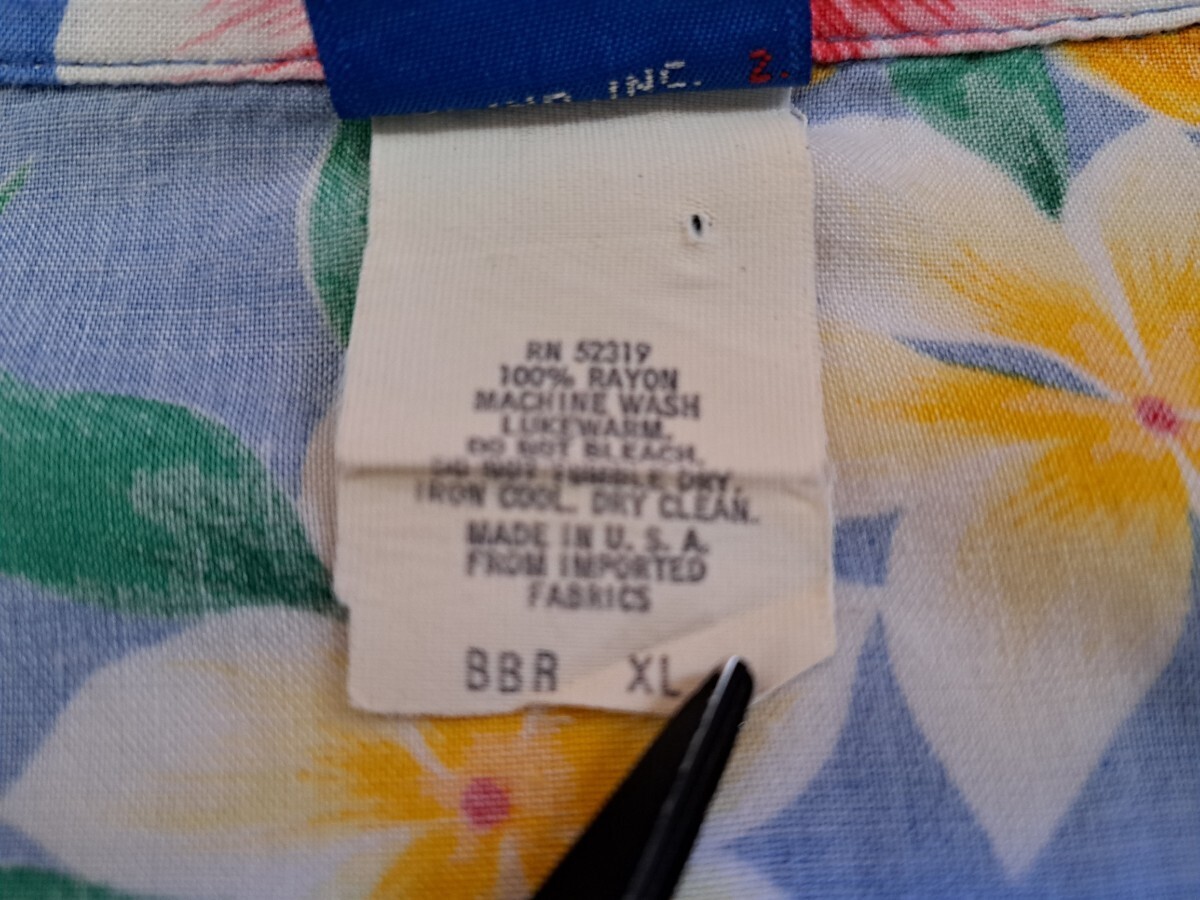 INC. 2.
RN 52319
100% RAYON
MACHINE WASH
LUKEWARM.
DO NOT BLEACH.
DO NOT TUMBLE DRY.
IRON COOL. DRY CLEAN.
MADE IN U. S. A.
FROM IMPORTED
FABRICS
BBR XL